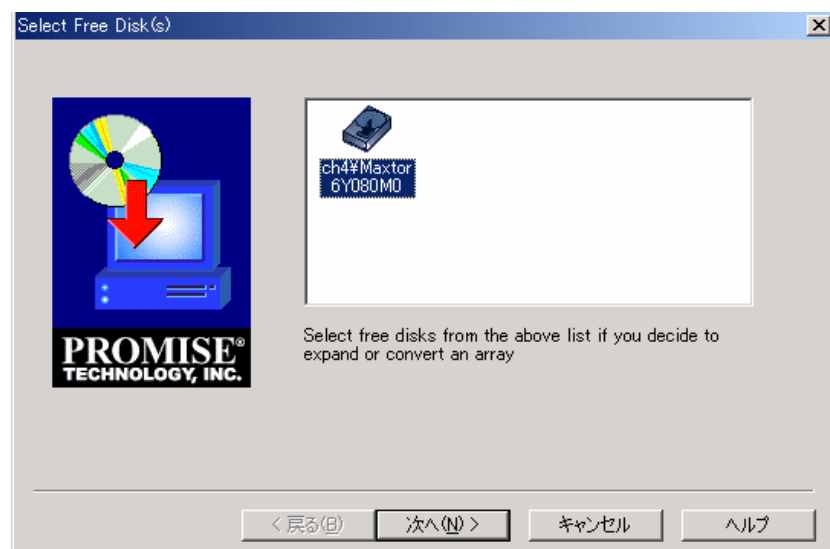 Select Free Disk(s)
ch4¥Maxtor
6Y080M0
Select free disks from the above list if you decide to
expand or convert an array
PROMISE®
TECHNOLOGY, INC.
< 戻る(B)
次へ(N) >
キャンセル
ヘルプ